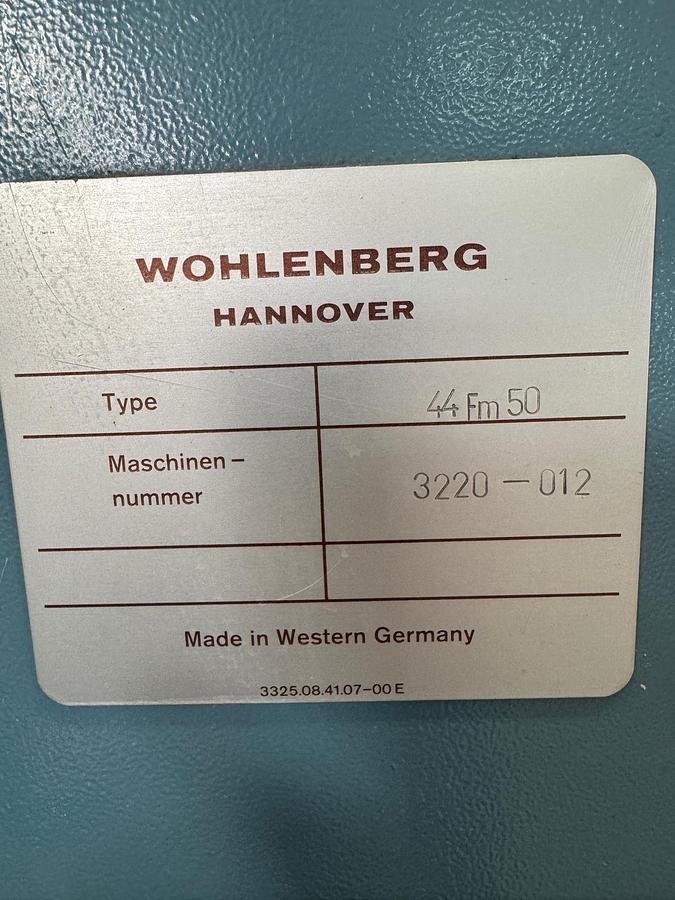 WOHLENBERG
HANNOVER
Type 44 Fm 50
Maschinen-
nummer 3220-012
Made in Western Germany
3325.08.41.07-00 E